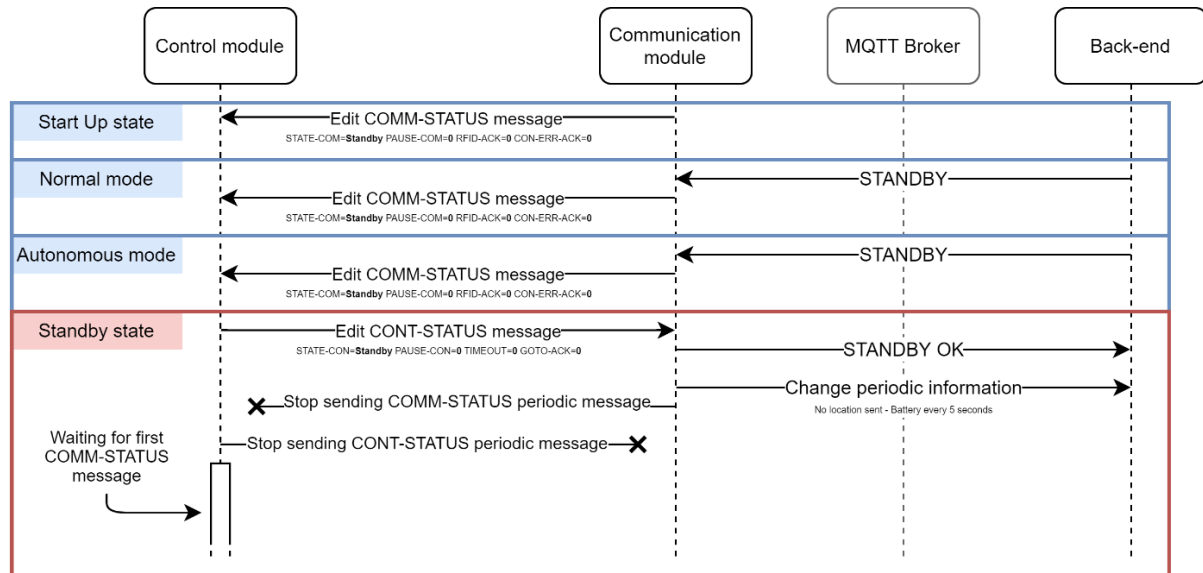 Control module
Communication
module
MQTT Broker
Back-end
Start Up state
Edit COMM-STATUS message
STATE-COM=Standby PAUSE-COM=0 RFID-ACK=0 CON-ERR-ACK=0
Normal mode
STANDBY
Edit COMM-STATUS message
STATE-COM=Standby PAUSE-COM=0 RFID-ACK=0 CON-ERR-ACK=0
Autonomous mode
STANDBY
Edit COMM-STATUS message
STATE-COM=Standby PAUSE-COM=0 RFID-ACK=0 CON-ERR-ACK=0
Standby state
Edit CONT-STATUS message
STATE-CON=Standby PAUSE-CON=0 TIMEOUT=0 GOTO-ACK=0
STANDBY OK
Change periodic information
No location sent - Battery every 5 seconds
Stop sending COMM-STATUS periodic message
Stop sending CONT-STATUS periodic message
Waiting for first
COMM-STATUS
message